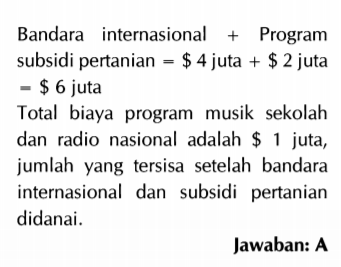 Bandara internasional + Program
subsidi pertanian = $ 4 juta + $ 2 juta
= $ 6 juta
Total biaya program musik sekolah
dan radio nasional adalah $ 1 juta,
jumlah yang tersisa setelah bandara
internasional dan subsidi pertanian
didanai.
Jawaban: A